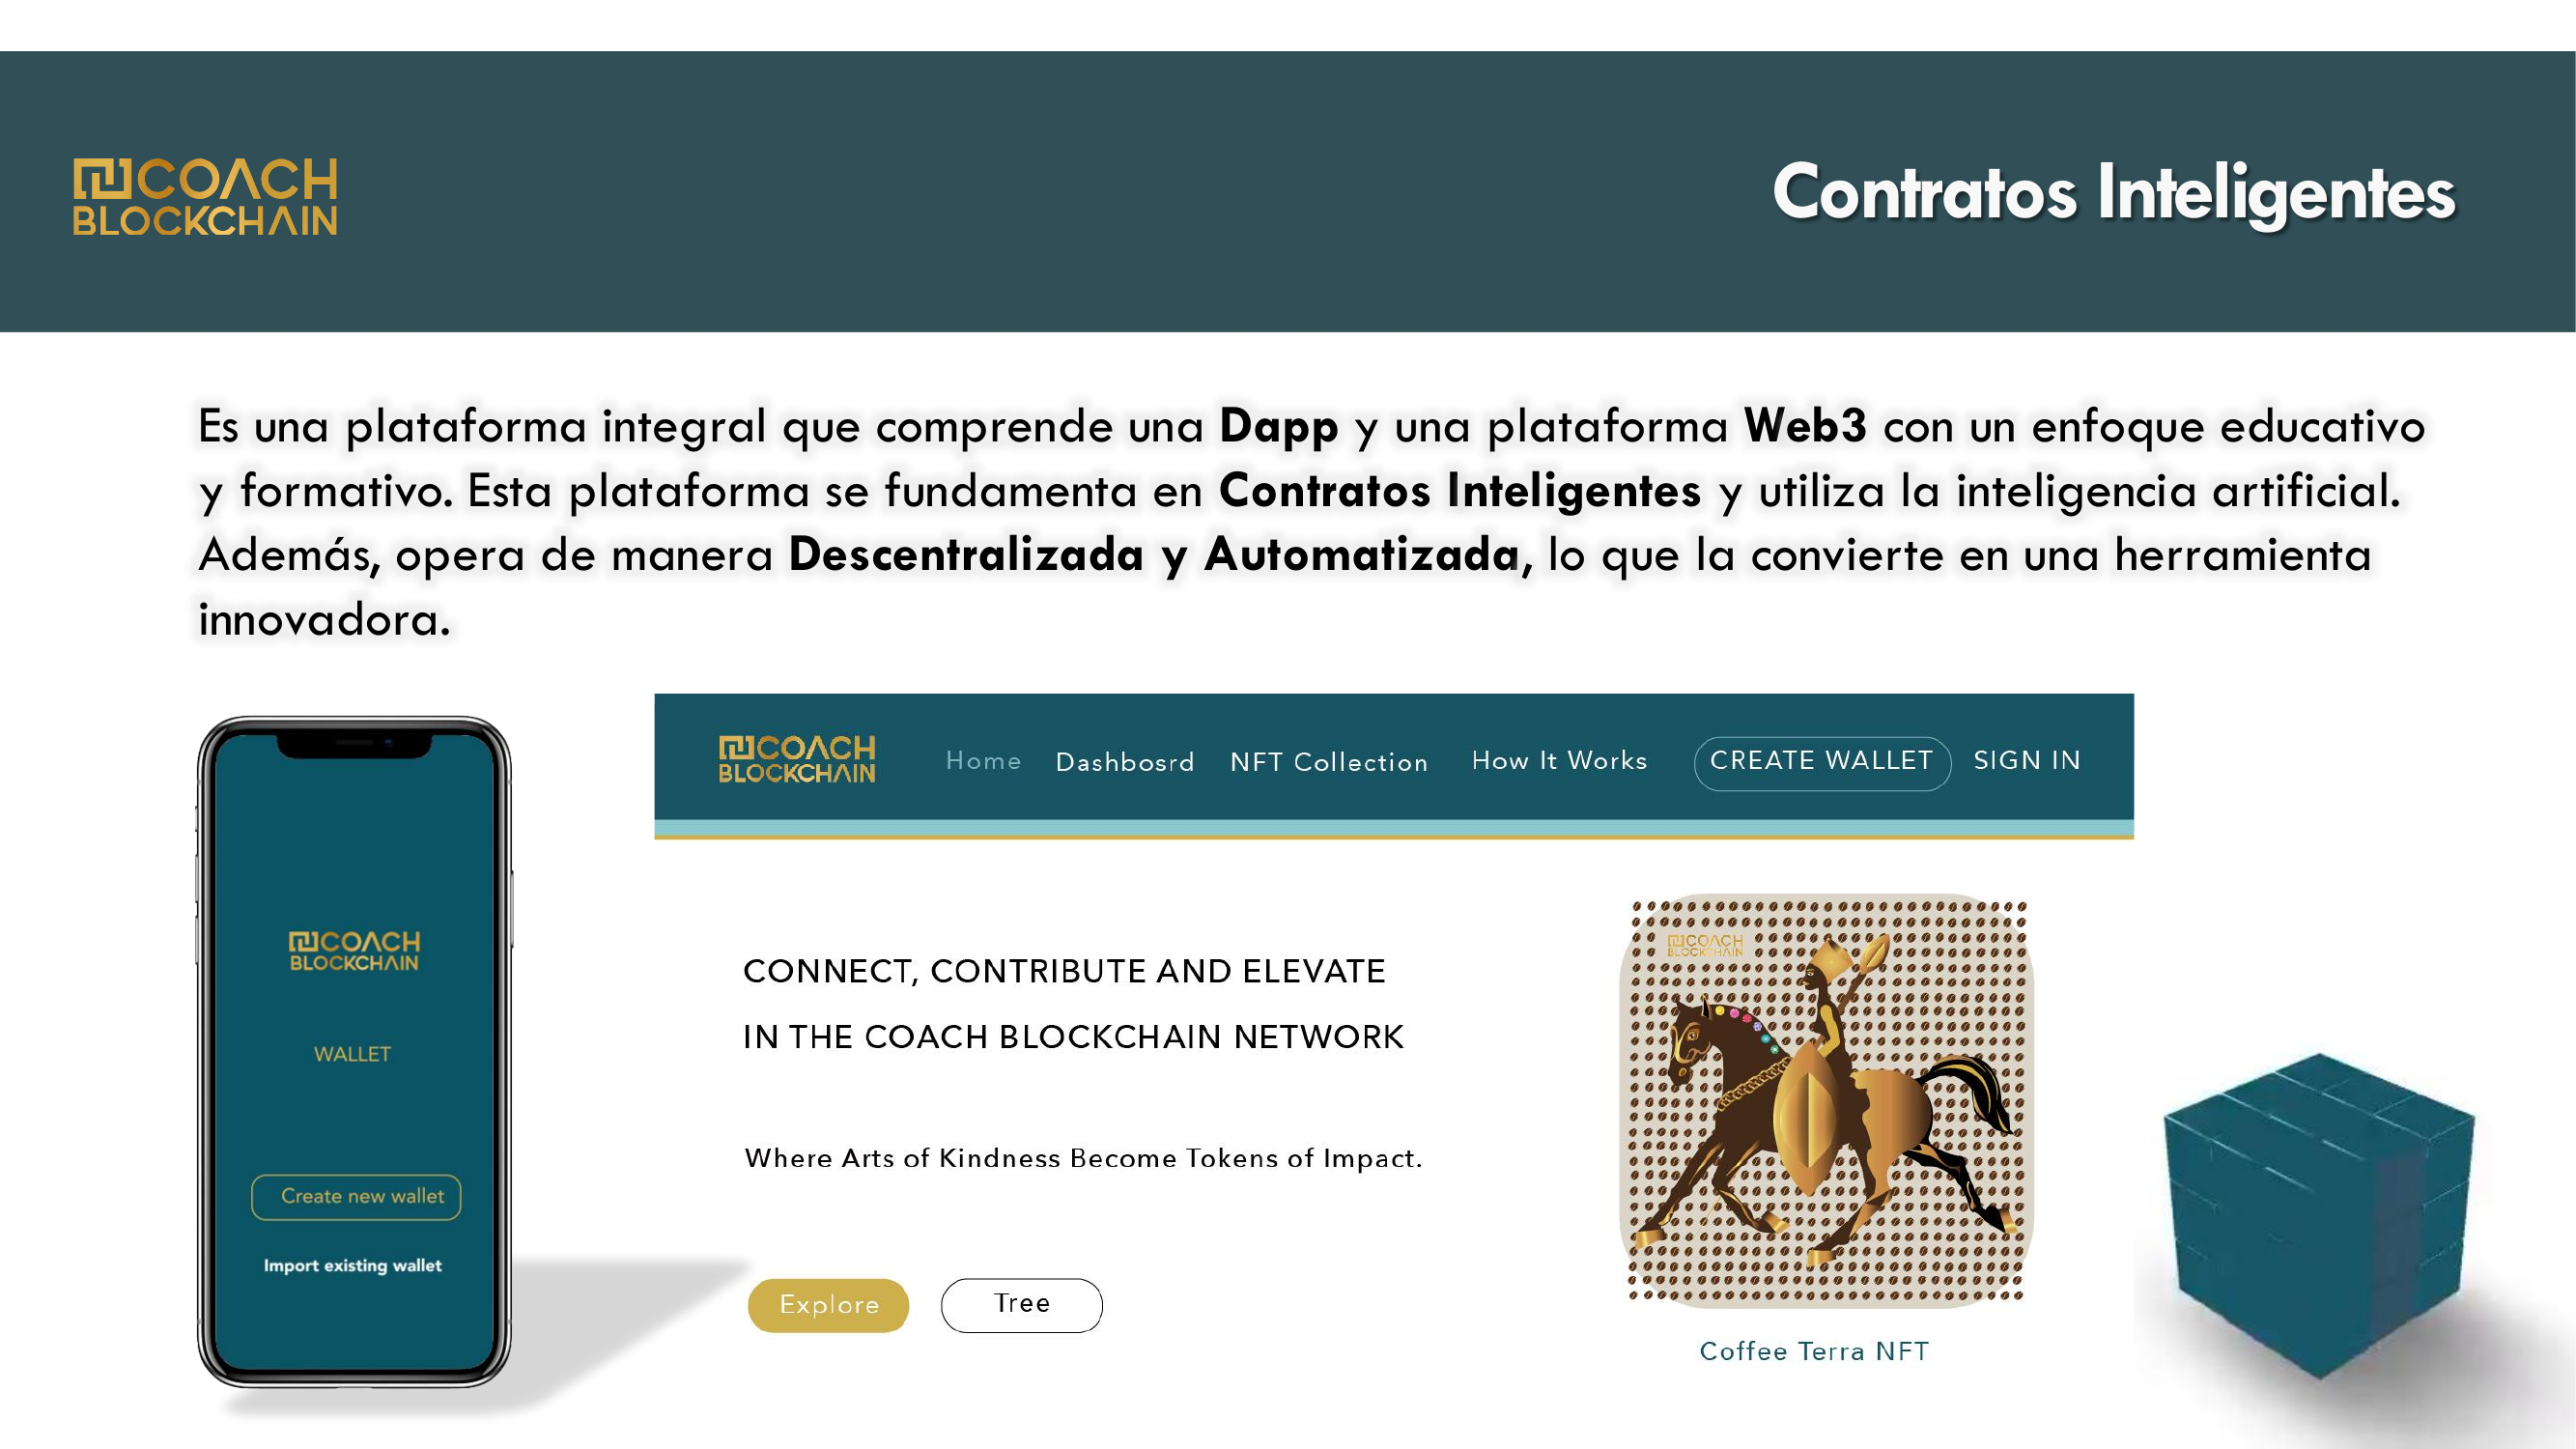 COACH
BLOCKCHAIN
Contratos Inteligentes
Es una plataforma integral que comprende una Dapp y una plataforma Web3 con un enfoque educativo
y formativo. Esta plataforma se fundamenta en Contratos Inteligentes y utiliza la inteligencia artificial.
Además, opera de manera Descentralizada y Automatizada, lo que la convierte en una herramienta
innovadora.
COACH
BLOCKCHAIN
WALLET
Create new wallet
Import existing wallet
COACH
BLOCKCHAIN
Home Dashbosrd NFT Collection How It Works CREATE WALLET SIGN IN
CONNECT, CONTRIBUTE AND ELEVATE
IN THE COACH BLOCKCHAIN NETWORK
Where Arts of Kindness Become Tokens of Impact.
Explore Tree
COACH
BLOCKCHAIN
Coffee Terra NFT